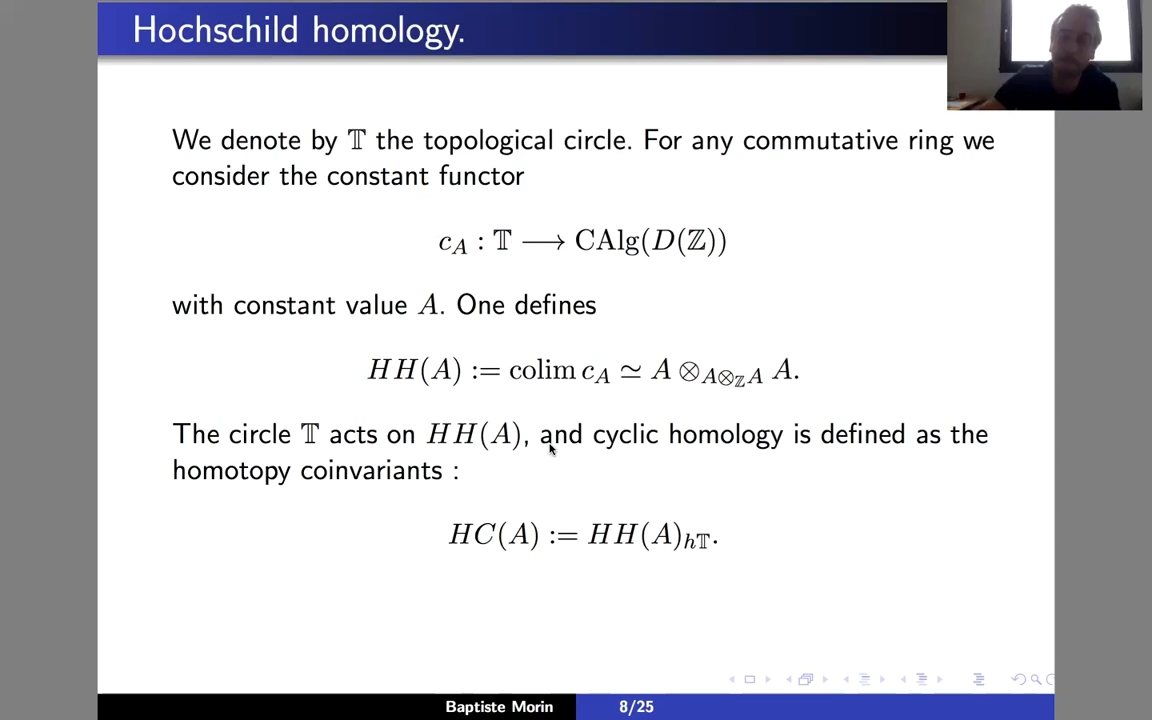 Hochschild homology.
We denote by 𝕋 the topological circle. For any commutative ring we
consider the constant functor
c_A : 𝕋 ⟶ CAlg(D(ℤ))
with constant value A. One defines
HH(A) := colim c_A ≃ A ⊗_{A⊗_ℤ A} A.
The circle 𝕋 acts on HH(A), and cyclic homology is defined as the
homotopy coinvariants :
HC(A) := HH(A)_{h𝕋}.
Baptiste Morin 8/25